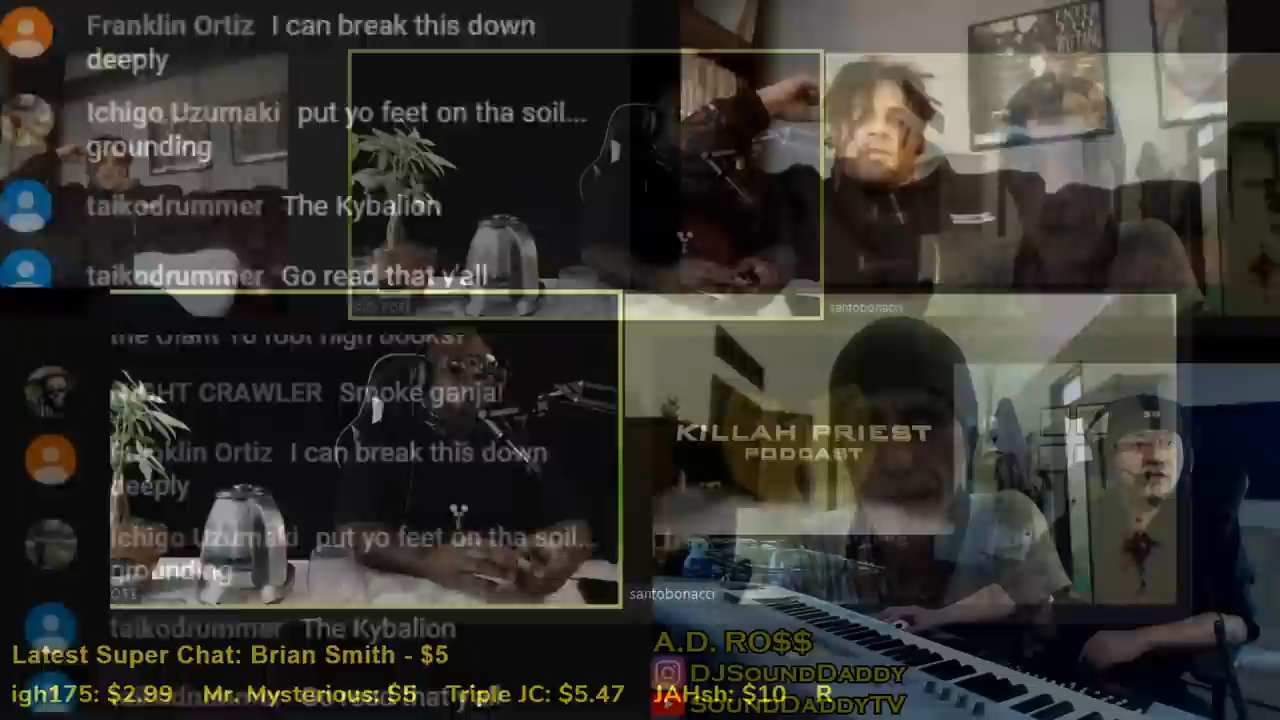 Franklin Ortiz I can break this down
deeply
Ichigo Uzumaki put yo feet on tha soil...
grounding
taikodrummer The Kybalion
taikodrummer Go read that y'all
santobonacci
NIGHT CRAWLER Smoke ganja!
Franklin Ortiz I can break this down
deeply
Ichigo Uzumaki put yo feet on tha soil...
grounding
KILLAH PRIEST
PODCAST
santobonacci
taikodrummer The Kybalion
Latest Super Chat: Brian Smith - $5
igh175: $2.99 Mr. Mysterious: $5 Triple JC: $5.47 JAHsb: $10 R
A.D. RO$$
DJSOUNDDADDY
SOUNDDADDYTV